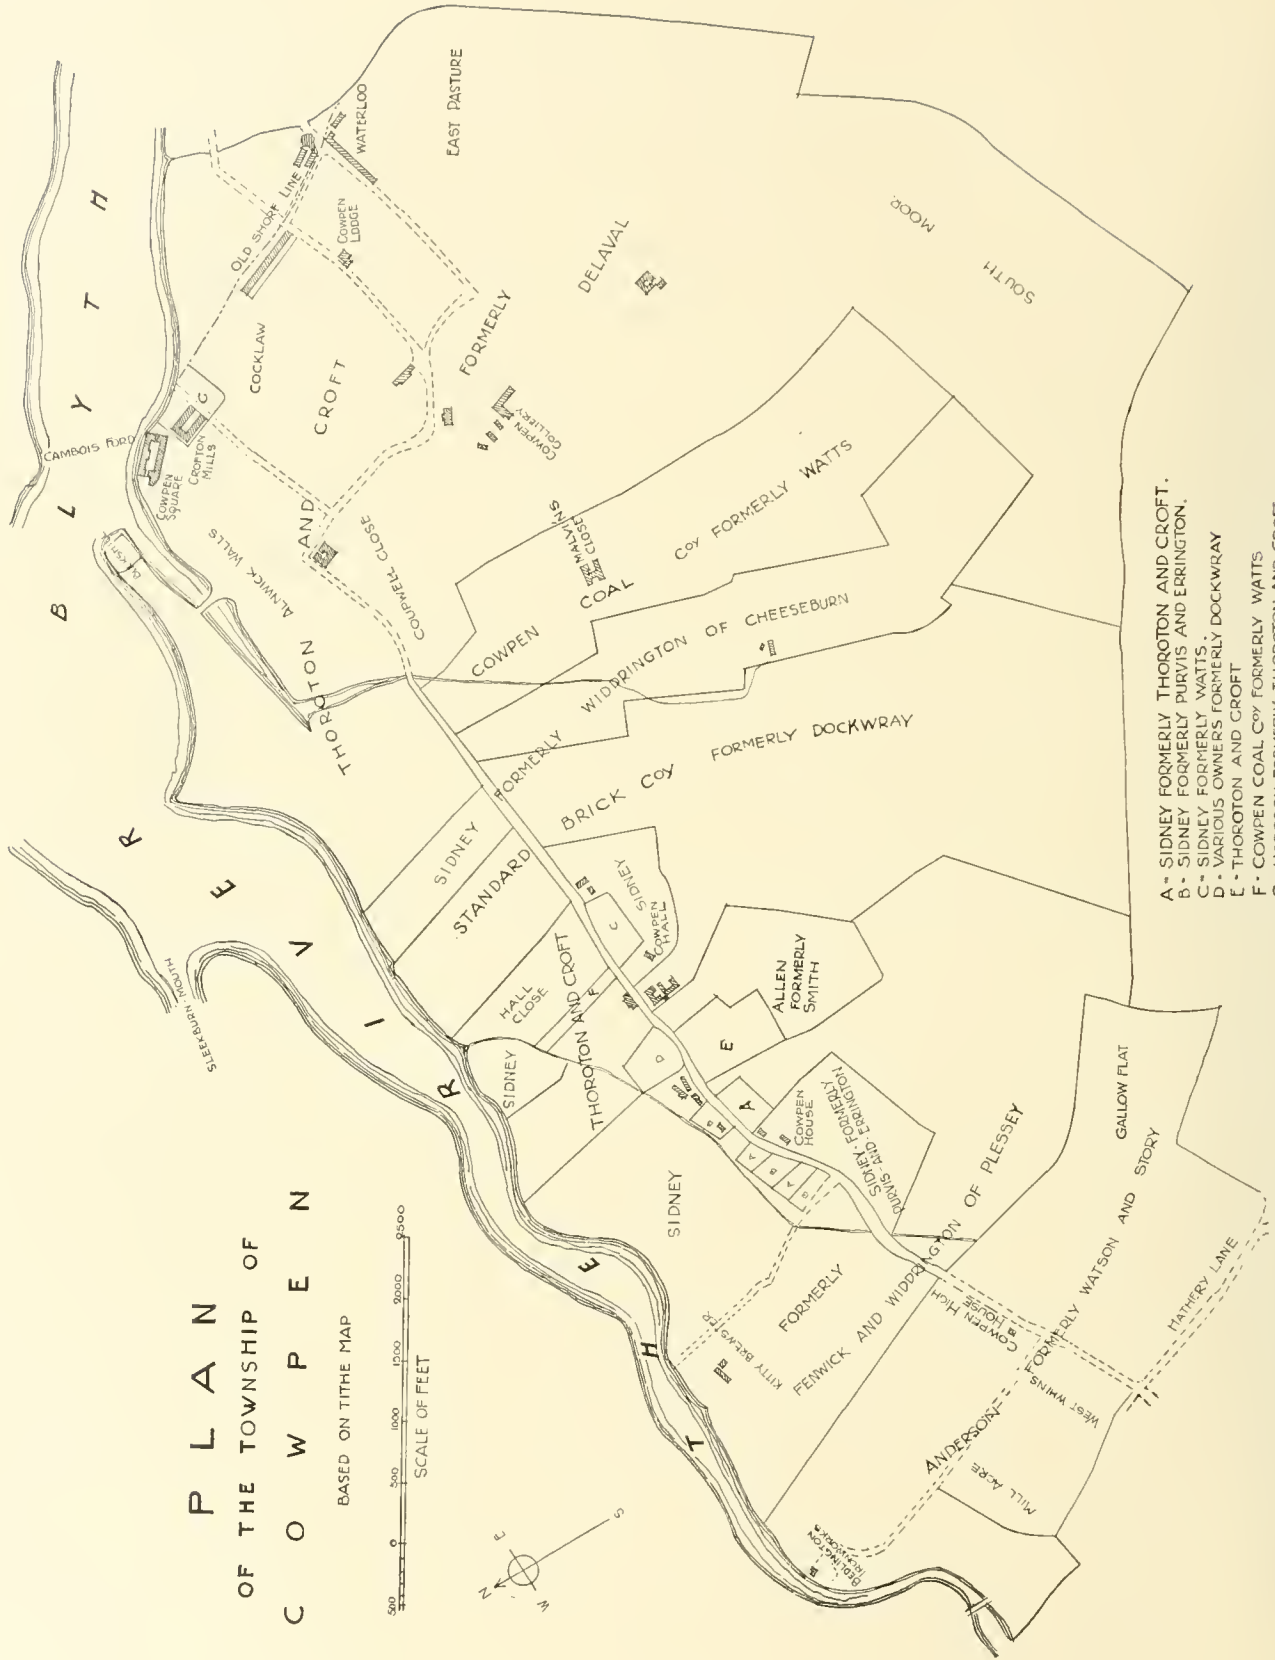 PLAN
OF THE TOWNSHIP OF
COWPEN
BASED ON TITHE MAP
500 0 500 1000 1500 2000 2500
SCALE OF FEET
N
E
S
W
THE RIVER BLYTH
SLEEKBURN MOUTH
CAMBOIS FORD
COWPEN
SQUARE
CROFTON
MILLS
C
OLD SHORE LINE
WATERLOO
EAST PASTURE
COWPEN
LODGE
COCKLAW
THOROTON AND CROFT
FORMERLY DELAVAL
SOUTH MOOR
ALNWICK WALLS
COUPWELL CLOSE
COWPEN
COLLIERY
MALVINS
CLOSE
COWPEN COAL COY FORMERLY WATTS
SIDNEY FORMERLY WIDDRINGTON OF CHEESEBURN
STANDARD BRICK COY FORMERLY DOCKWRAY
HALL
CLOSE
F
SIDNEY
C
COWPEN
HALL
SIDNEY
THOROTON AND CROFT
D
E
ALLEN
FORMERLY
SMITH
A
COWPEN
HOUSE
A
B
A
B
SIDNEY FORMERLY
PURVIS AND ERRINGTON
SIDNEY
FORMERLY
FENWICK AND WIDDRINGTON OF PLESSEY
KITTY BREWSTER
COWPEN HIGH
HOUSE
GALLOW FLAT
ANDERSON FORMERLY WATSON AND STORY
WEST WHINS
MILL ACRE
HATHERY LANE
BEDLINGTON
IRONWORKS
A = SIDNEY FORMERLY THOROTON AND CROFT.
B = SIDNEY FORMERLY PURVIS AND ERRINGTON.
C = SIDNEY FORMERLY WATTS.
D = VARIOUS OWNERS FORMERLY DOCKWRAY
E = THOROTON AND CROFT
F = COWPEN COAL COY FORMERLY WATTS